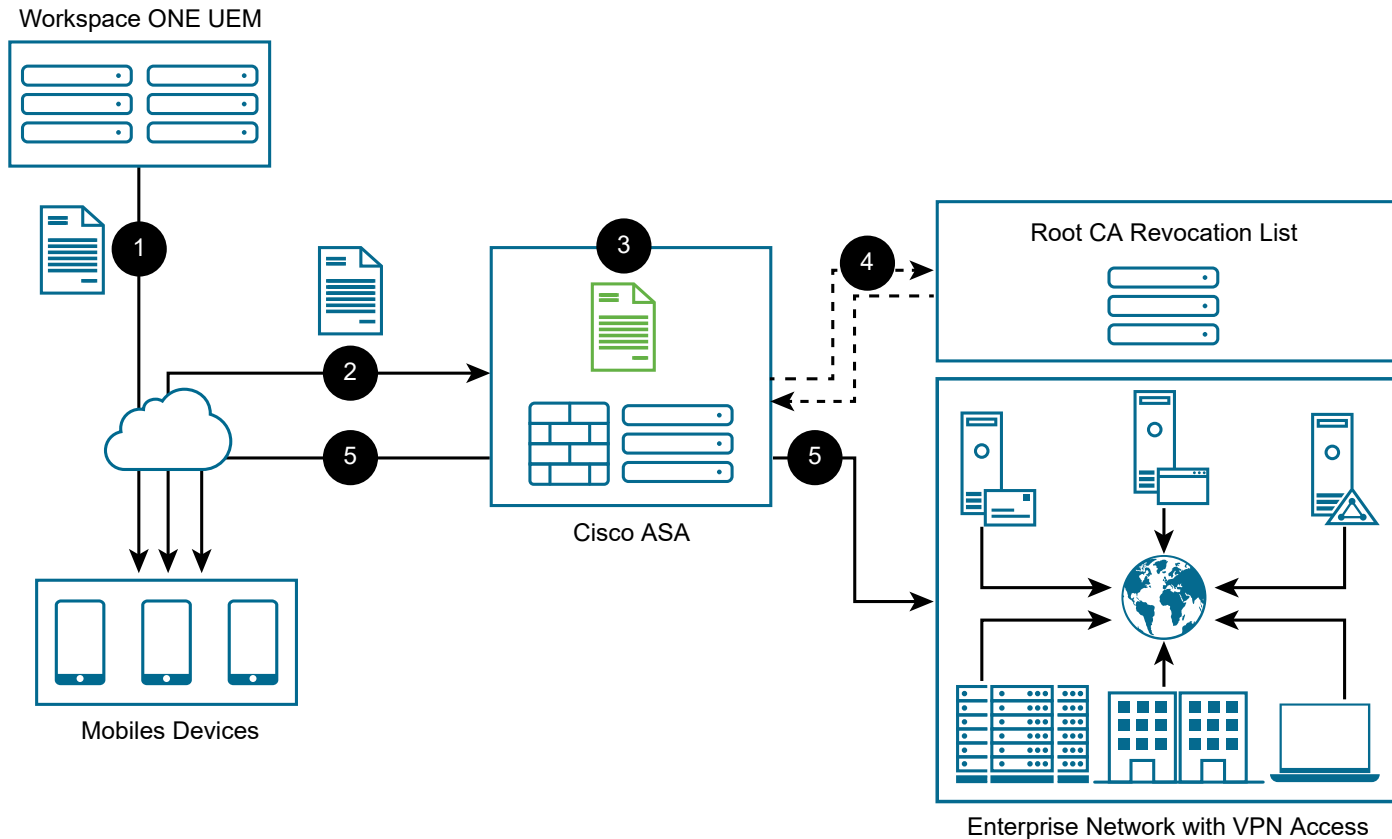 Workspace ONE UEM
1
3
Root CA Revocation List
4
2
5
5
Cisco ASA
Mobiles Devices
Enterprise Network with VPN Access